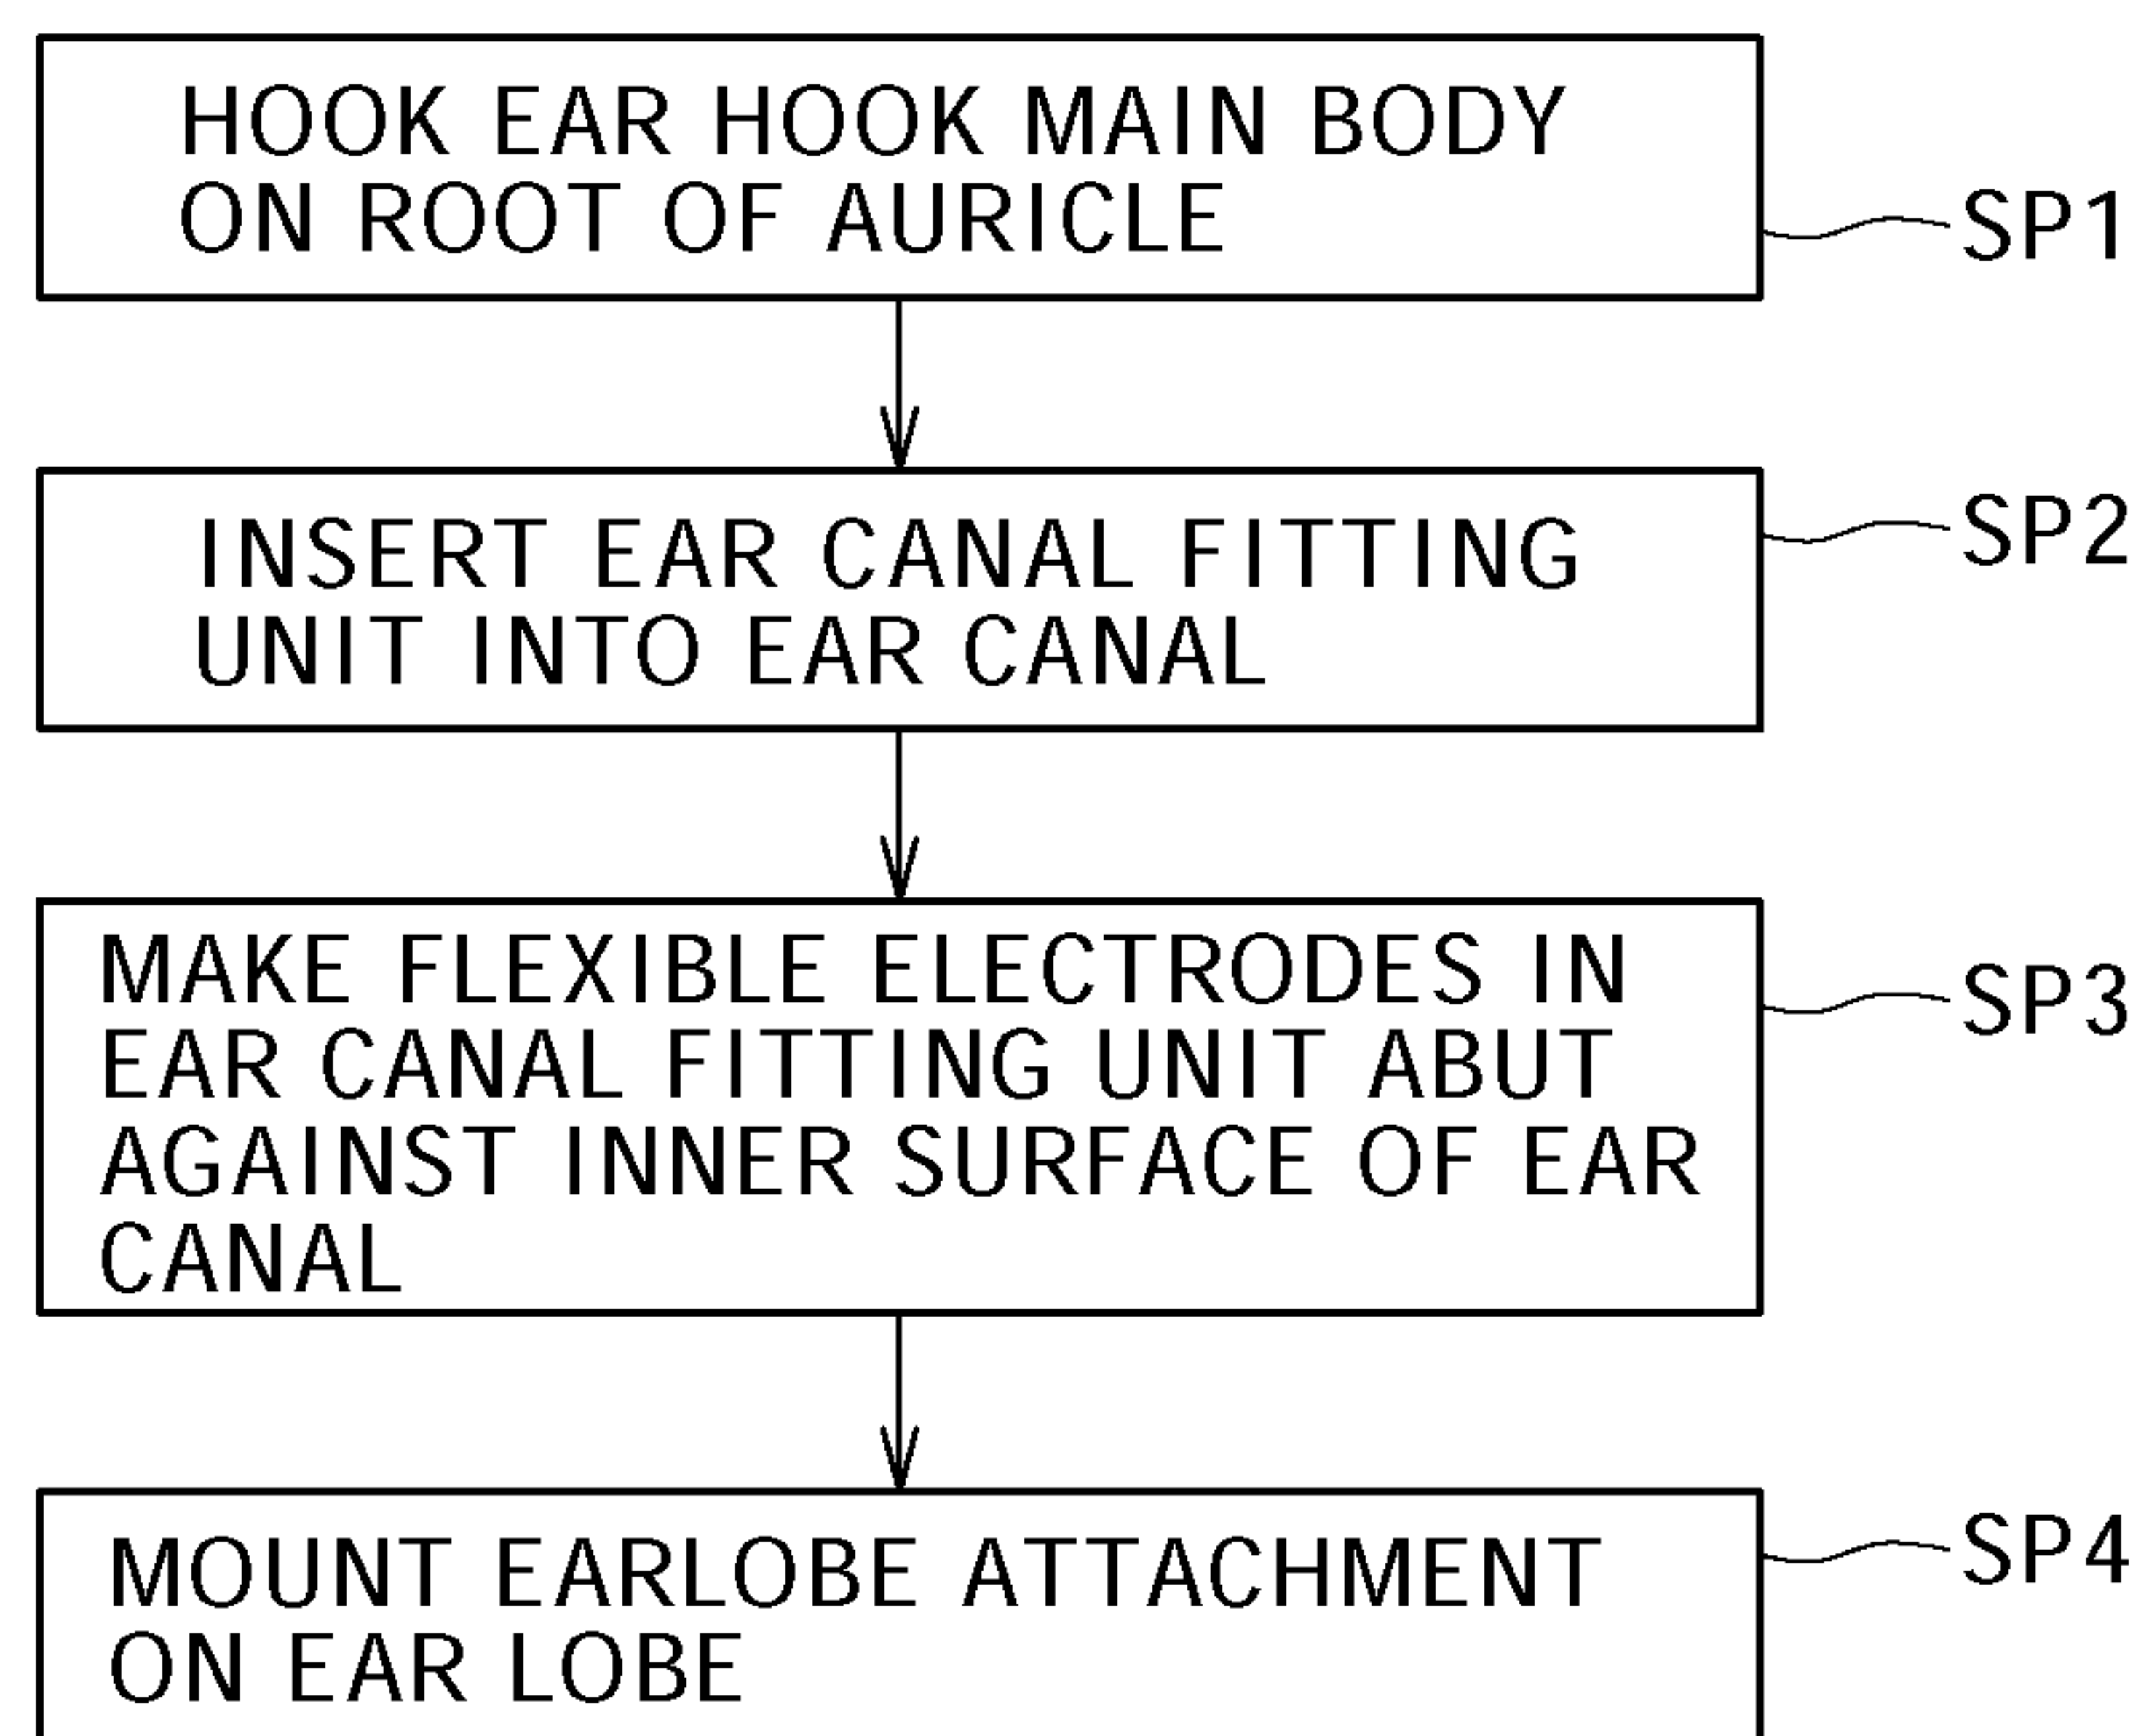 HOOK EAR HOOK MAIN BODY
ON ROOT OF AURICLE
SP1
INSERT EAR CANAL FITTING
UNIT INTO EAR CANAL
SP2
MAKE FLEXIBLE ELECTRODES IN
EAR CANAL FITTING UNIT ABUT
AGAINST INNER SURFACE OF EAR
CANAL
SP3
MOUNT EARLOBE ATTACHMENT
ON EAR LOBE
SP4